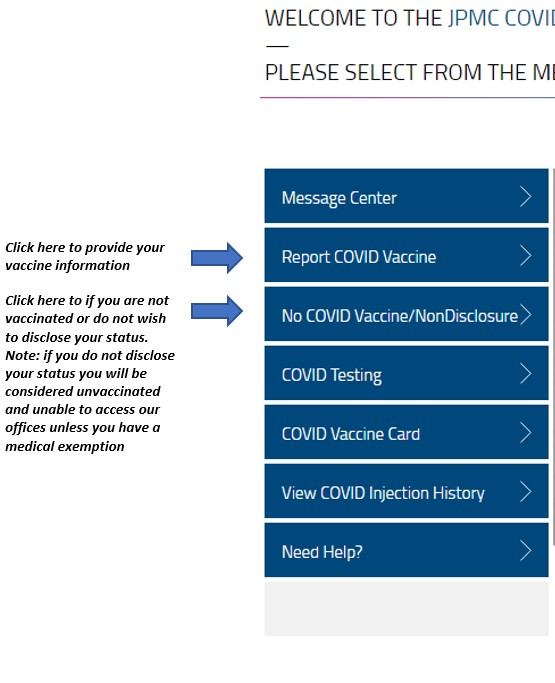 WELCOME TO THE JPMC COVID
—
PLEASE SELECT FROM THE ME
Message Center
Click here to provide your
vaccine information
Report COVID Vaccine
Click here to if you are not
vaccinated or do not wish
to disclose your status.
Note: if you do not disclose
your status you will be
considered unvaccinated
and unable to access our
offices unless you have a
medical exemption
No COVID Vaccine/NonDisclosure
COVID Testing
COVID Vaccine Card
View COVID Injection History
Need Help?